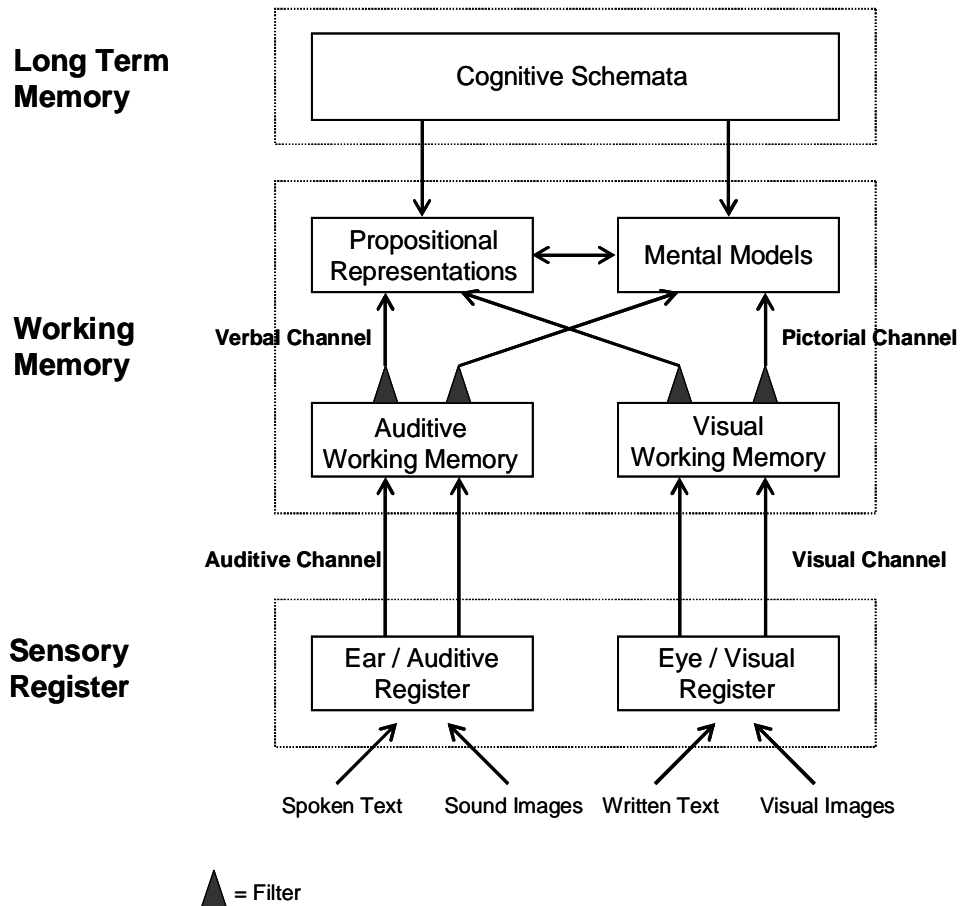 Long Term
Memory
Cognitive Schemata
Propositional
Representations
Mental Models
Working
Memory
Verbal Channel
Pictorial Channel
Auditive
Working Memory
Visual
Working Memory
Auditive Channel
Visual Channel
Sensory
Register
Ear / Auditive
Register
Eye / Visual
Register
Spoken Text
Sound Images
Written Text
Visual Images
= Filter